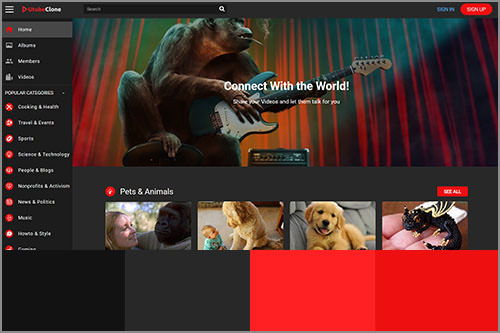 UtubeClone
Search
SIGN IN
SIGN UP
Home
Albums
Members
Videos
POPULAR CATEGORIES
Cooking & Health
Travel & Events
Sports
Science & Technology
People & Blogs
Nonprofits & Activism
News & Politics
Music
Howto & Style
Gaming
Connect With the World!
Share your Videos and let them talk for you
Pets & Animals
SEE ALL